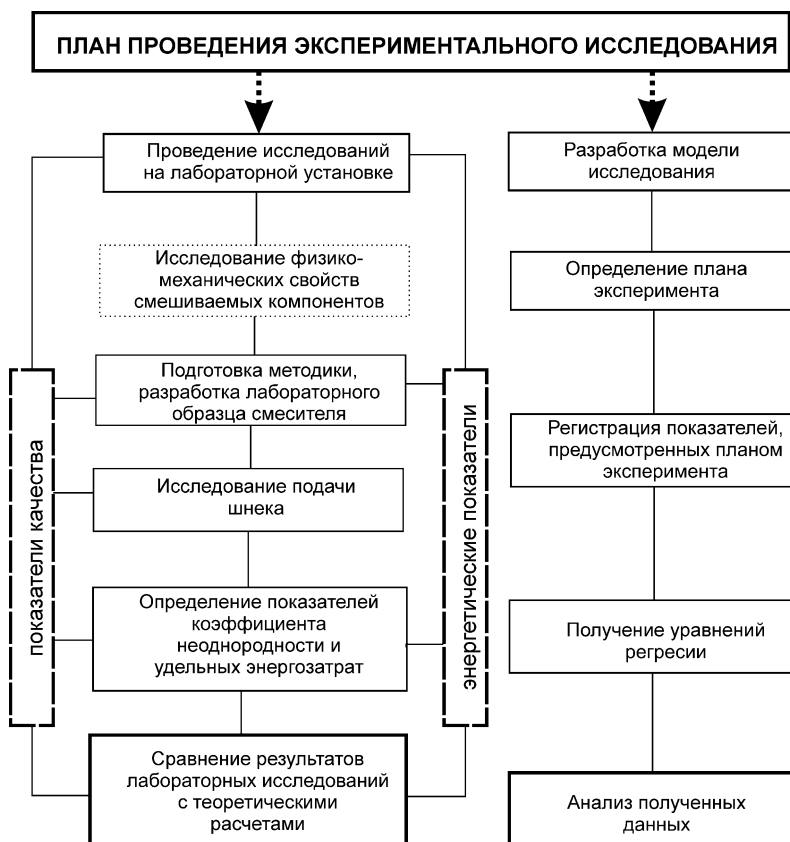 ПЛАН ПРОВЕДЕНИЯ ЭКСПЕРИМЕНТАЛЬНОГО ИССЛЕДОВАНИЯ
Проведение исследований
на лабораторной установке
Исследование физико-
механических свойств
смешиваемых компонентов
Подготовка методики,
разработка лабораторного
образца смесителя
Исследование подачи
шнека
Определение показателей
коэффициента
неоднородности и
удельных энергозатрат
Сравнение результатов
лабораторных исследований
с теоретическими
расчетами
показатели качества
энергетические показатели
Разработка модели
исследования
Определение плана
эксперимента
Регистрация показателей,
предусмотренных планом
эксперимента
Получение уравнений
регресии
Анализ полученных
данных